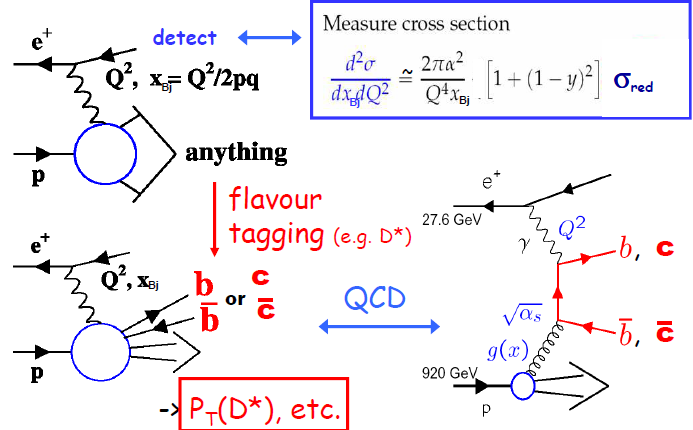 e⁺
detect
Q², x_Bj = Q²/2pq
p
anything
Measure cross section
d²σ / dx_Bj dQ² ≃ 2πα² / Q⁴x_Bj · [1 + (1 − y)²] σ_red
flavour
tagging (e.g. D*)
e⁺
Q², x_Bj
p
b or c
b̄ c̄
-> P_T(D*), etc.
QCD
e⁺
27.6 GeV
Q²
γ
b, c
√α_s
b̄, c̄
g(x)
920 GeV
p